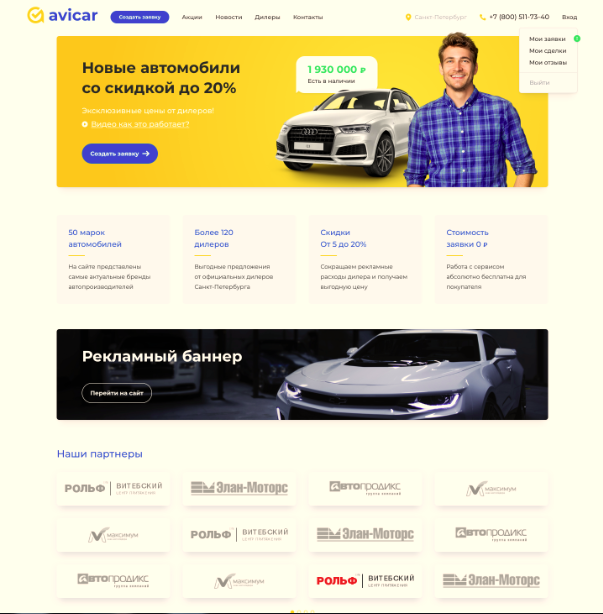 avicar
Создать заявку
Акции
Новости
Дилеры
Контакты
Санкт-Петербург
+7 (800) 511-73-40
Вход
Мои заявки
Мои сделки
Мои отзывы
Выйти
Новые автомобили
со скидкой до 20%
Эксклюзивные цены от дилеров!
Видео как это работает?
Создать заявку
1 930 000 ₽
Есть в наличии
50 марок
автомобилей
На сайте представлены
самые актуальные бренды
автопроизводителей
Более 120
дилеров
Выгодные предложения
от официальных дилеров
Санкт-Петербурга
Скидки
От 5 до 20%
Сокращаем рекламные
расходы дилера и получаем
выгодную цену
Стоимость
заявки 0 ₽
Работа с сервисом
абсолютно бесплатна для
покупателя
Рекламный баннер
Перейти на сайт
Наши партнеры
РОЛЬФ ВИТЕБСКИЙ
Элан-Моторс
Автопродикс
группа компаний
максимум
максимум
РОЛЬФ ВИТЕБСКИЙ
Элан-Моторс
Автопродикс
группа компаний
Автопродикс
группа компаний
максимум
РОЛЬФ ВИТЕБСКИЙ
Элан-Моторс